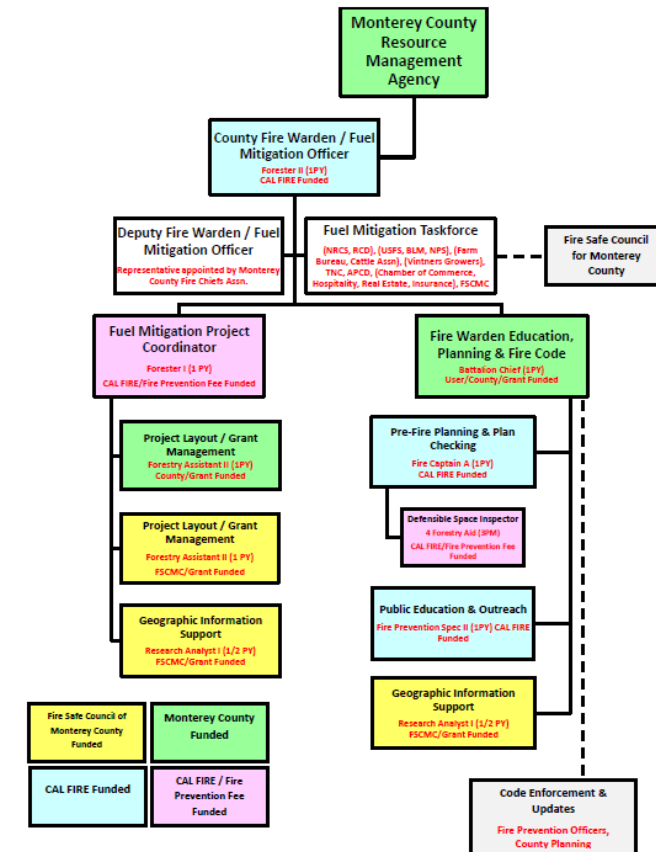 Monterey County
Resource
Management
Agency
County Fire Warden / Fuel
Mitigation Officer
Forester II (1PY)
CAL FIRE Funded
Deputy Fire Warden / Fuel
Mitigation Officer
Representative appointed by Monterey
County Fire Chiefs Assn.
Fuel Mitigation Taskforce
(NRCS, RCD), (USFS, BLM, NPS), (Farm
Bureau, Cattle Assn), (Vintners Growers),
TNC, APCD, (Chamber of Commerce,
Hospitality, Real Estate, Insurance), FSCMC
Fire Safe Council
for Monterey
County
Fuel Mitigation Project
Coordinator
Forester I (1 PY)
CAL FIRE/Fire Prevention Fee Funded
Fire Warden Education,
Planning & Fire Code
Battalion Chief (1PY)
User/County/Grant Funded
Project Layout / Grant
Management
Forestry Assistant II (1PY)
County/Grant Funded
Project Layout / Grant
Management
Forestry Assistant II (1 PY)
FSCMC/Grant Funded
Geographic Information
Support
Research Analyst I (1/2 PY)
FSCMC/Grant Funded
Pre-Fire Planning & Plan
Checking
Fire Captain A (1PY)
CAL FIRE Funded
Defensible Space Inspector
4 Forestry Aid (3PM)
CAL FIRE/Fire Prevention Fee
Funded
Public Education & Outreach
Fire Prevention Spec II (1PY) CAL FIRE
Funded
Geographic Information
Support
Research Analyst I (1/2 PY)
FSCMC/Grant Funded
Fire Safe Council of
Monterey County
Funded
Monterey County
Funded
CAL FIRE Funded
CAL FIRE / Fire
Prevention Fee
Funded
Code Enforcement &
Updates
Fire Prevention Officers,
County Planning